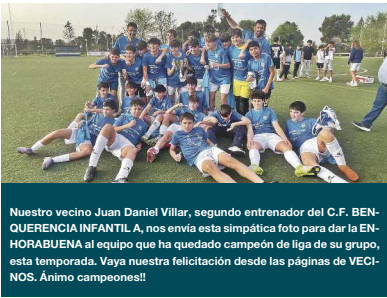 Nuestro vecino Juan Daniel Villar, segundo entrenador del C.F. BEN-
QUERENCIA INFANTIL A, nos envía esta simpática foto para dar la EN-
HORABUENA al equipo que ha quedado campeón de liga de su grupo,
esta temporada. Vaya nuestra felicitación desde las páginas de VECI-
NOS. Ánimo campeones!!